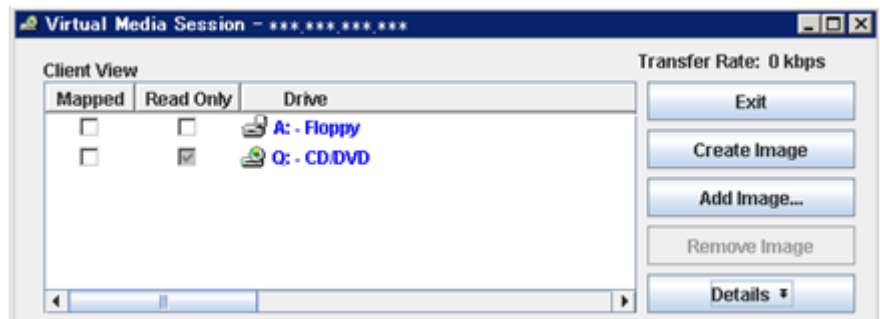 Virtual Media Session - ***.***.***.***
Client View
Transfer Rate: 0 kbps
Mapped Read Only Drive
A: - Floppy
Q: - CD/DVD
Exit
Create Image
Add Image...
Remove Image
Details